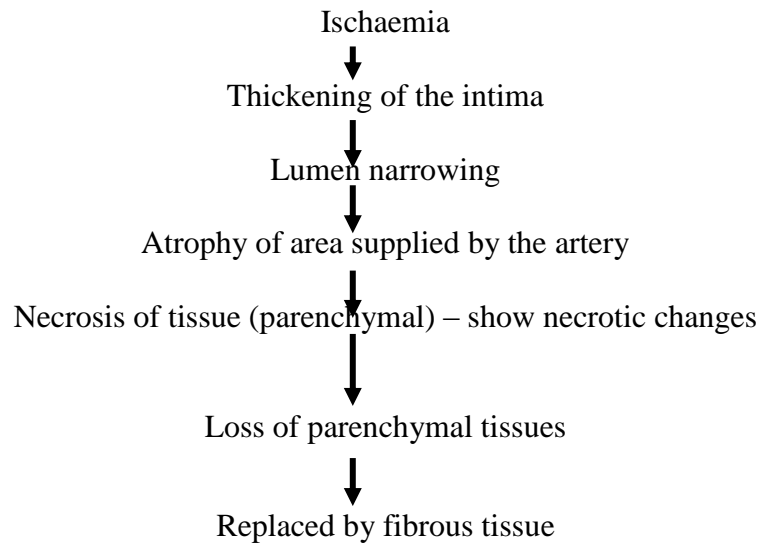 Ischaemia
Thickening of the intima
Lumen narrowing
Atrophy of area supplied by the artery
Necrosis of tissue (parenchymal) – show necrotic changes
Loss of parenchymal tissues
Replaced by fibrous tissue